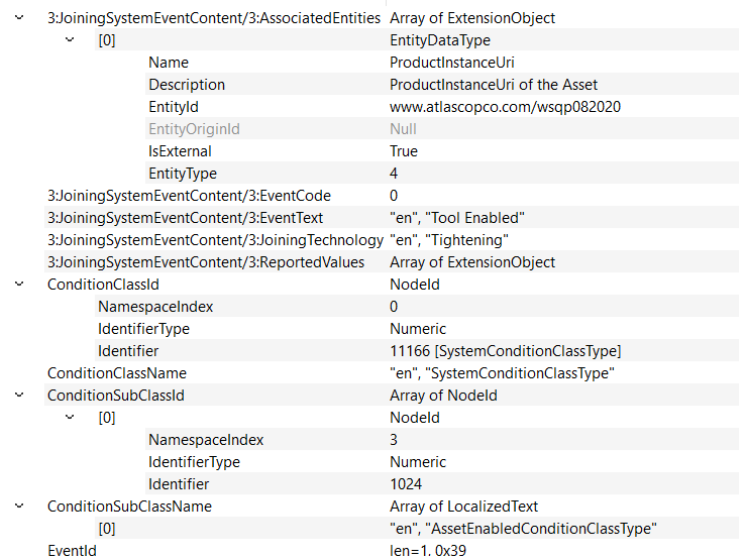 3:JoiningSystemEventContent/3:AssociatedEntities Array of ExtensionObject
[0] EntityDataType
Name ProductInstanceUri
Description ProductInstanceUri of the Asset
EntityId www.atlascopco.com/wsqp082020
EntityOriginId Null
IsExternal True
EntityType 4
3:JoiningSystemEventContent/3:EventCode 0
3:JoiningSystemEventContent/3:EventText "en", "Tool Enabled"
3:JoiningSystemEventContent/3:JoiningTechnology "en", "Tightening"
3:JoiningSystemEventContent/3:ReportedValues Array of ExtensionObject
ConditionClassId NodeId
NamespaceIndex 0
IdentifierType Numeric
Identifier 11166 [SystemConditionClassType]
ConditionClassName "en", "SystemConditionClassType"
ConditionSubClassId Array of NodeId
[0] NodeId
NamespaceIndex 3
IdentifierType Numeric
Identifier 1024
ConditionSubClassName Array of LocalizedText
[0] "en", "AssetEnabledConditionClassType"
EventId len=1, 0x39